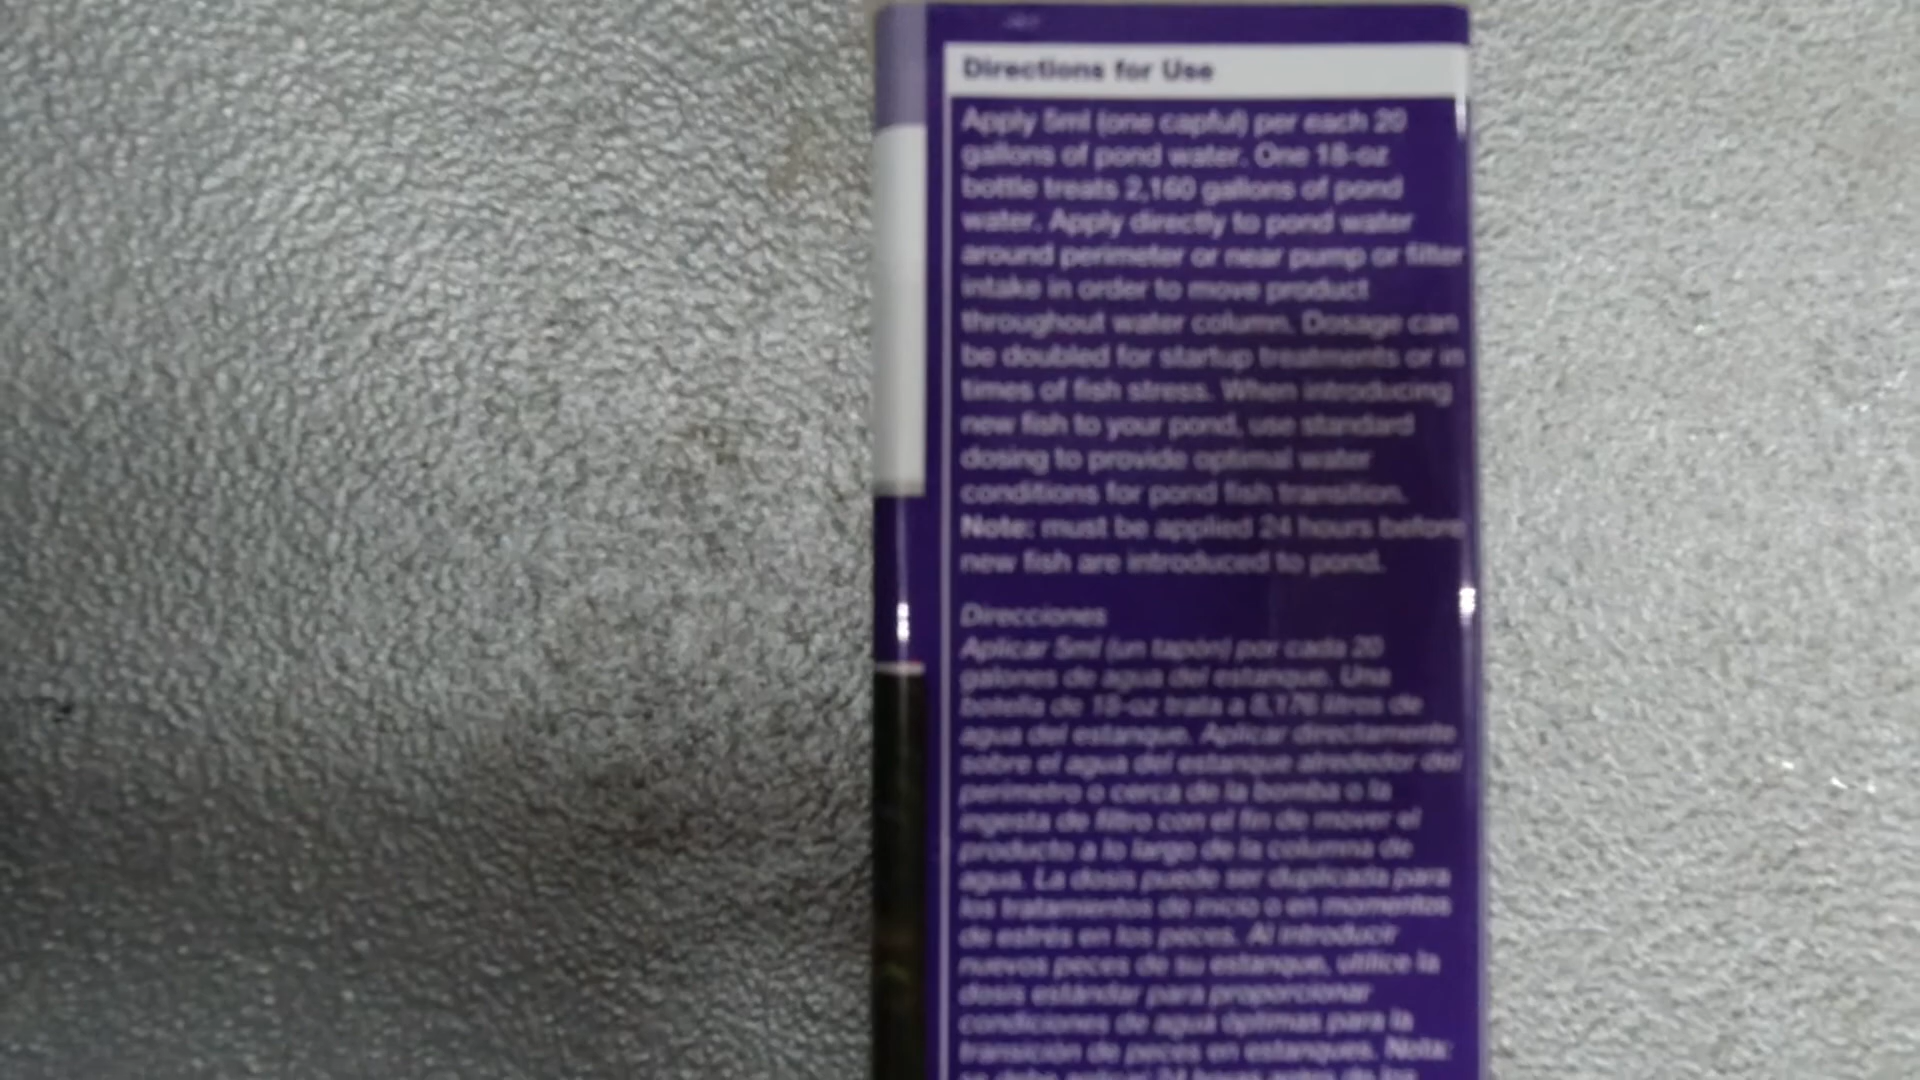 Directions for Use
Apply 5ml (one capful) per each 20
gallons of pond water. One 18-oz
bottle treats 2,160 gallons of pond
water. Apply directly to pond water
around perimeter or near pump or filter
intake in order to move product
throughout water column. Dosage can
be doubled for startup treatments or in
times of fish stress. When introducing
new fish to your pond, use standard
dosing to provide optimal water
conditions for pond fish transition.
Note: must be applied 24 hours before
new fish are introduced to pond.
Direcciones
Aplicar 5ml (un tapón) por cada 20
galones de agua del estanque. Una
botella de 18-oz trata a 8,176 litros de
agua del estanque. Aplicar directamente
sobre el agua del estanque alrededor del
perímetro o cerca de la bomba o la
ingesta de filtro con el fin de mover el
producto a lo largo de la columna de
agua. La dosis puede ser duplicada para
los tratamientos de inicio o en momentos
de estrés en los peces. Al introducir
nuevos peces de su estanque, utilice la
dosis estándar para proporcionar
condiciones de agua óptimas para la
transición de peces en estanques. Nota: